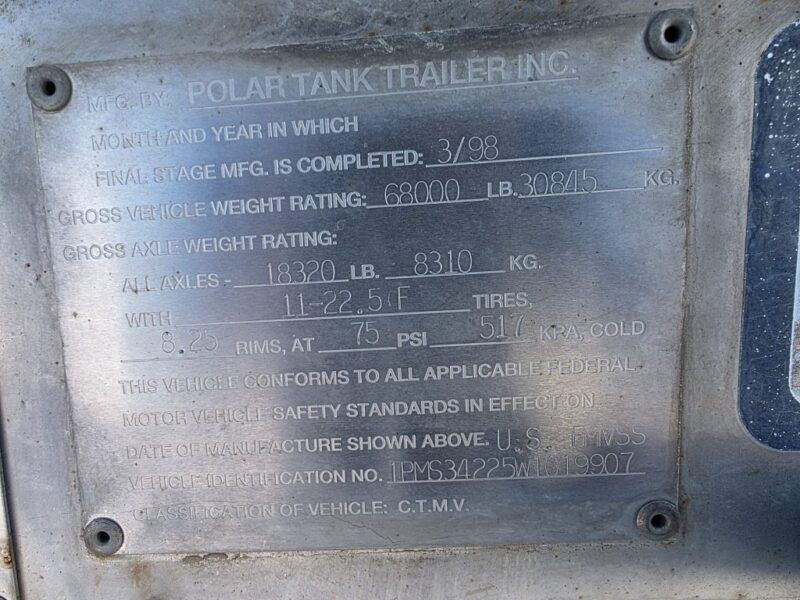 MFG. BY: POLAR TANK TRAILER INC.
MONTH AND YEAR IN WHICH
FINAL STAGE MFG. IS COMPLETED: 3/98
GROSS VEHICLE WEIGHT RATING: 68000 LB. 30845 KG.
GROSS AXLE WEIGHT RATING:
ALL AXLES - 18320 LB. 8310 KG.
WITH 11-22.5(F TIRES,
8.25 RIMS, AT 75 PSI 517 KPA, COLD
THIS VEHICLE CONFORMS TO ALL APPLICABLE FEDERAL
MOTOR VEHICLE SAFETY STANDARDS IN EFFECT ON
DATE OF MANUFACTURE SHOWN ABOVE. U.S. FMVSS
VEHICLE IDENTIFICATION NO. 1PMS34225W1019907
CLASSIFICATION OF VEHICLE: C.T.M.V.